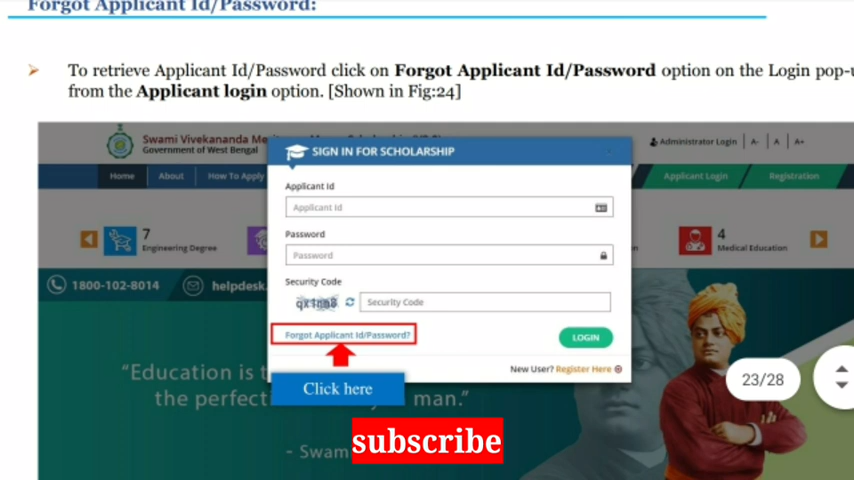 Forgot Applicant Id/Password:
To retrieve Applicant Id/Password click on Forgot Applicant Id/Password option on the Login pop-u
from the Applicant login option. [Shown in Fig:24]
Swami Vivekananda
Government of West Bengal
Administrator Login | A- | A | A+
SIGN IN FOR SCHOLARSHIP
Home About How To Apply
Applicant Login Registration
Applicant Id
Applicant Id
Password
Password
7
Engineering Degree
4
Medical Education
Security Code
Security Code
1800-102-8014 helpdesk.
Forgot Applicant Id/Password?
LOGIN
New User? Register Here
Click here
"Education is
the perfect man."
- Swam
23/28
subscribe